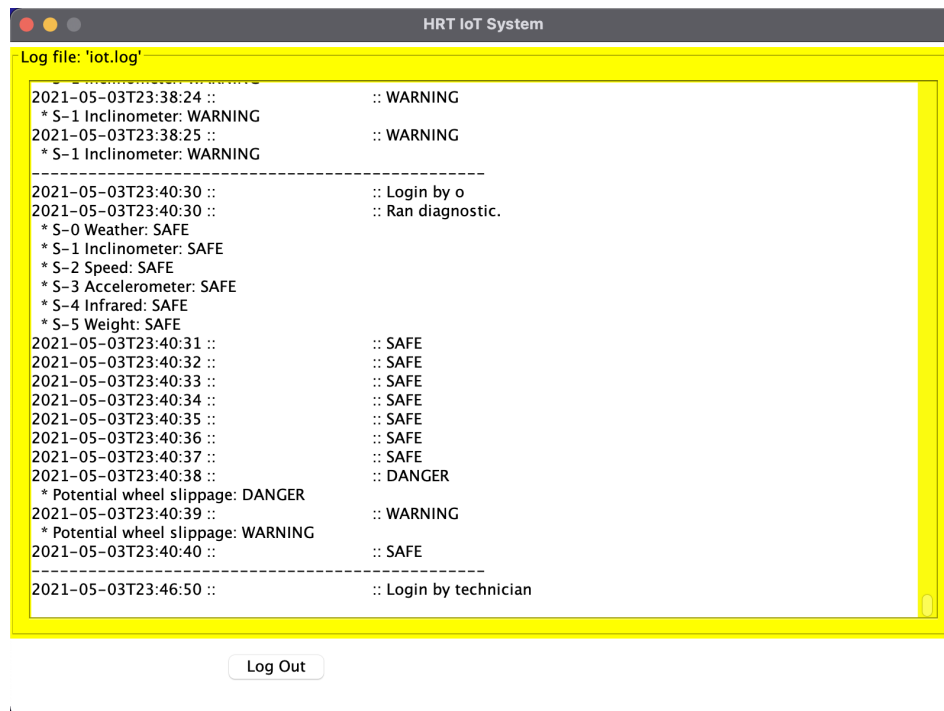 HRT IoT System
Log file: 'iot.log'
2021-05-03T23:38:24 :: :: WARNING
* S-1 Inclinometer: WARNING
2021-05-03T23:38:25 :: :: WARNING
* S-1 Inclinometer: WARNING
------------------------------------------------
2021-05-03T23:40:30 :: :: Login by o
2021-05-03T23:40:30 :: :: Ran diagnostic.
* S-0 Weather: SAFE
* S-1 Inclinometer: SAFE
* S-2 Speed: SAFE
* S-3 Accelerometer: SAFE
* S-4 Infrared: SAFE
* S-5 Weight: SAFE
2021-05-03T23:40:31 :: :: SAFE
2021-05-03T23:40:32 :: :: SAFE
2021-05-03T23:40:33 :: :: SAFE
2021-05-03T23:40:34 :: :: SAFE
2021-05-03T23:40:35 :: :: SAFE
2021-05-03T23:40:36 :: :: SAFE
2021-05-03T23:40:37 :: :: SAFE
2021-05-03T23:40:38 :: :: DANGER
* Potential wheel slippage: DANGER
2021-05-03T23:40:39 :: :: WARNING
* Potential wheel slippage: WARNING
2021-05-03T23:40:40 :: :: SAFE
------------------------------------------------
2021-05-03T23:46:50 :: :: Login by technician
Log Out